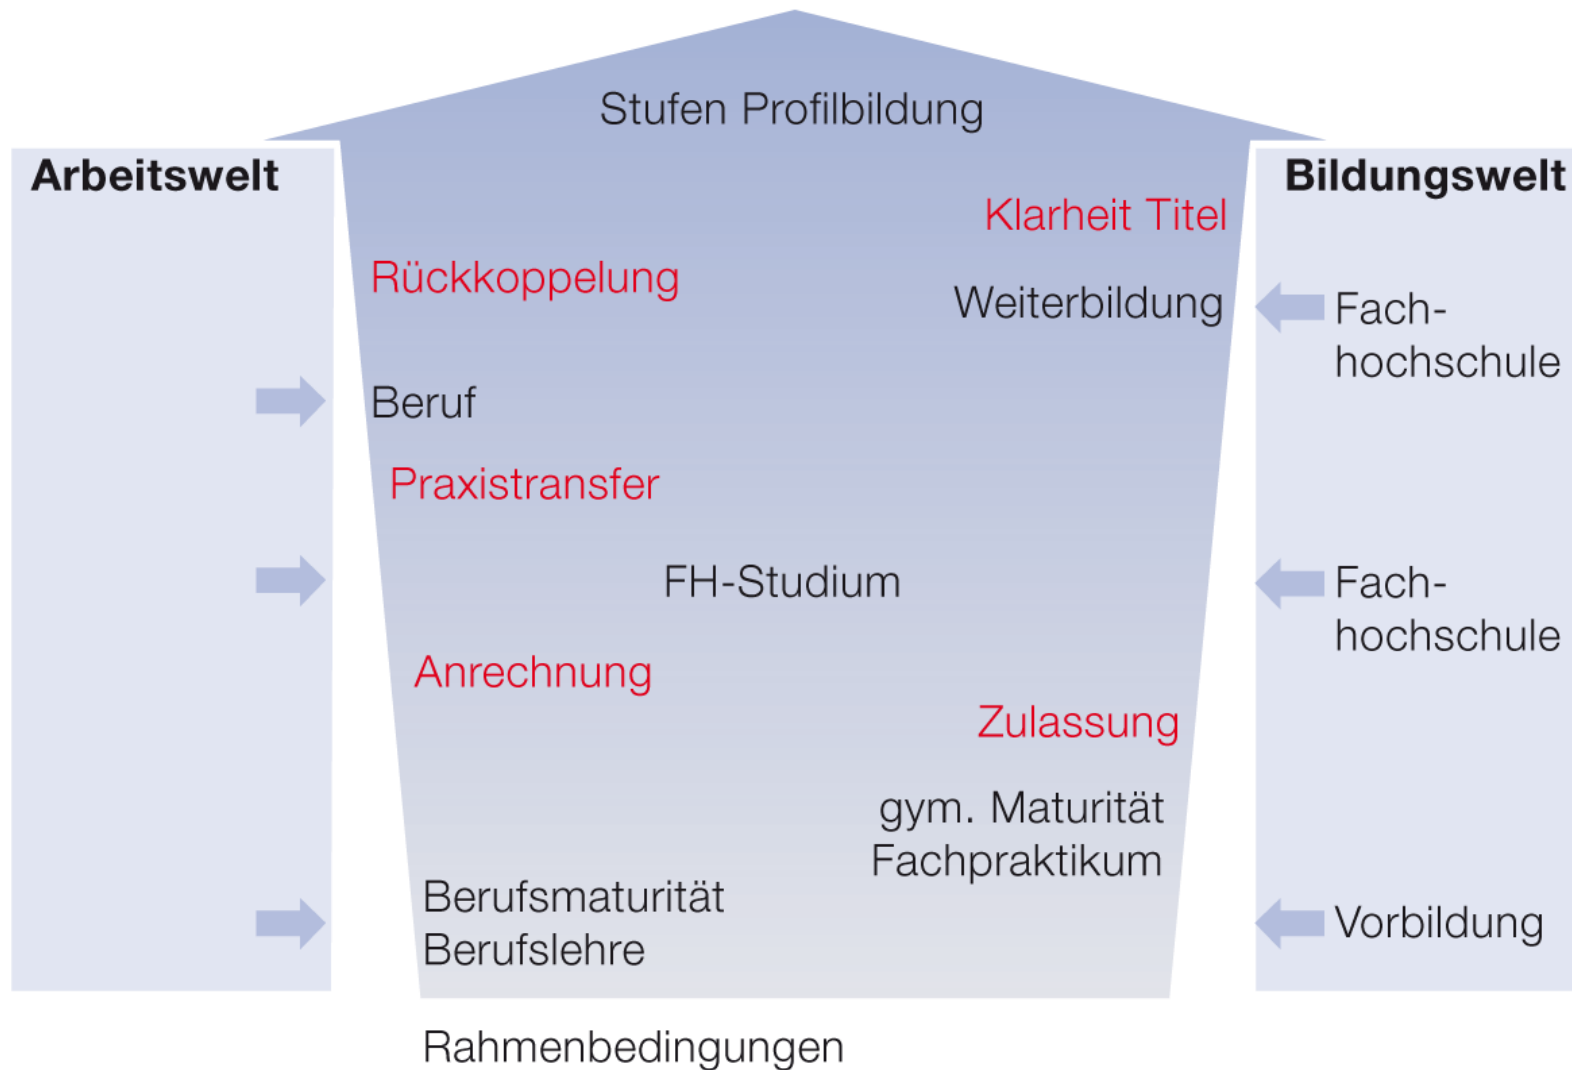 Stufen Profilbildung
Arbeitswelt
Bildungswelt
Klarheit Titel
Rückkoppelung
Weiterbildung
Fach-
hochschule
Beruf
Praxistransfer
FH-Studium
Fach-
hochschule
Anrechnung
Zulassung
gym. Maturität
Fachpraktikum
Berufsmaturität
Berufslehre
Vorbildung
Rahmenbedingungen